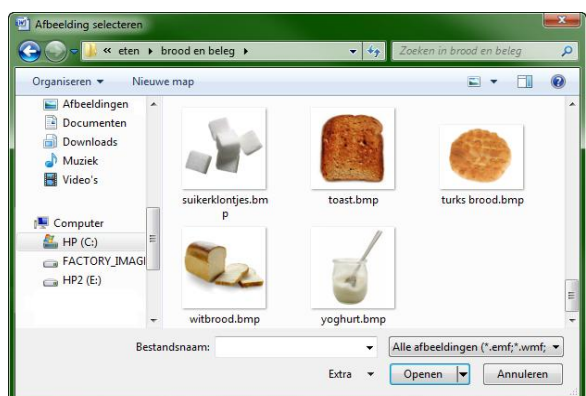 Afbeelding selecteren
« eten ▸ brood en beleg ▸
Zoeken in brood en beleg
Organiseren
Nieuwe map
Afbeeldingen
Documenten
Downloads
Muziek
Video's
Computer
HP (C:)
FACTORY_IMAGI
HP2 (E:)
suikerklontjes.bm
p
toast.bmp
turks brood.bmp
witbrood.bmp
yoghurt.bmp
Bestandsnaam:
Alle afbeeldingen (*.emf;*.wmf;
Extra
Openen
Annuleren